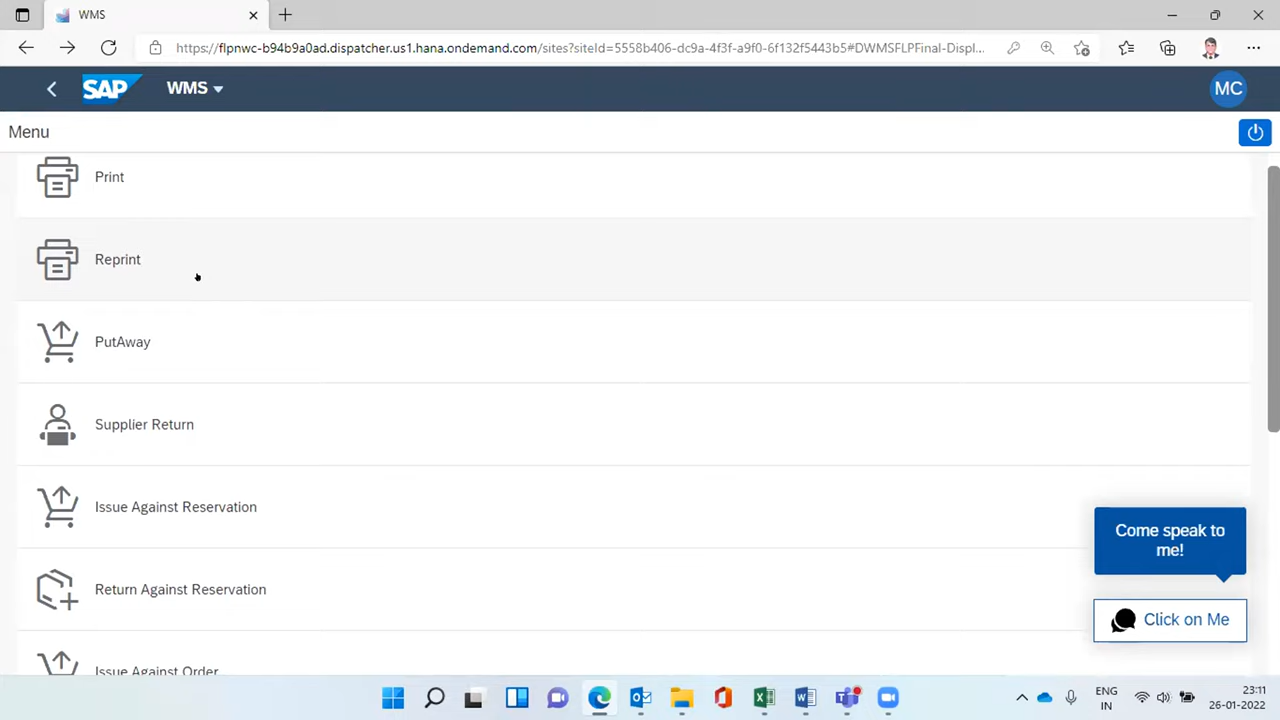 WMS
https://flpnwc-b94b9a0ad.dispatcher.us1.hana.ondemand.com/sites?siteId=5558b406-dc9a-4f3f-a9f0-6f132f5443b5#DWMSFLPFinal-Displ...
SAP
WMS
MC
Menu
Print
Reprint
PutAway
Supplier Return
Issue Against Reservation
Come speak to
me!
Return Against Reservation
Click on Me
Issue Against Order
ENG
IN
23:11
26-01-2022